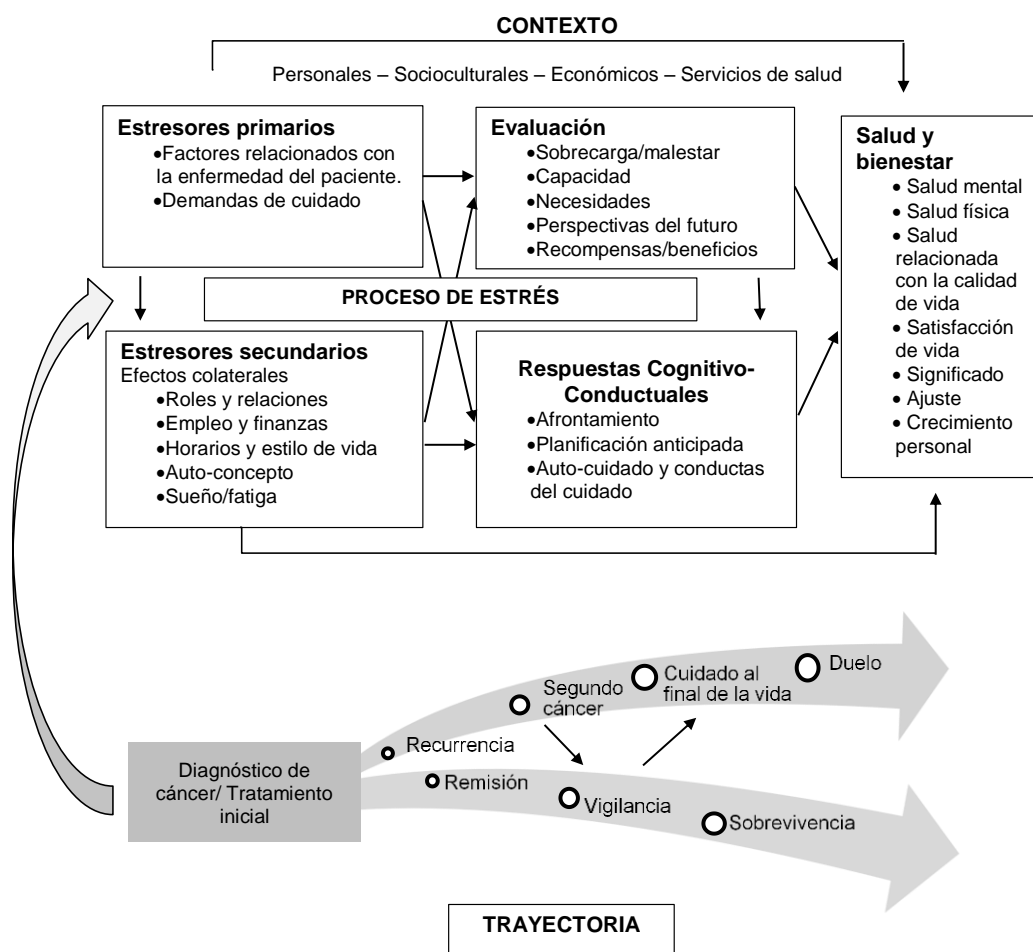 CONTEXTO
Personales – Socioculturales – Económicos – Servicios de salud
Estresores primarios
•Factores relacionados con
la enfermedad del paciente.
•Demandas de cuidado
Evaluación
•Sobrecarga/malestar
•Capacidad
•Necesidades
•Perspectivas del futuro
•Recompensas/beneficios
Salud y
bienestar
• Salud mental
• Salud física
• Salud
relacionada
con la calidad
de vida
• Satisfacción
de vida
• Significado
• Ajuste
• Crecimiento
personal
PROCESO DE ESTRÉS
Estresores secundarios
Efectos colaterales
•Roles y relaciones
•Empleo y finanzas
•Horarios y estilo de vida
•Auto-concepto
•Sueño/fatiga
Respuestas Cognitivo-
Conductuales
•Afrontamiento
•Planificación anticipada
•Auto-cuidado y conductas
del cuidado
Diagnóstico de
cáncer/ Tratamiento
inicial
Recurrencia
Segundo
cáncer
Cuidado al
final de la vida
Duelo
Remisión
Vigilancia
Sobrevivencia
TRAYECTORIA